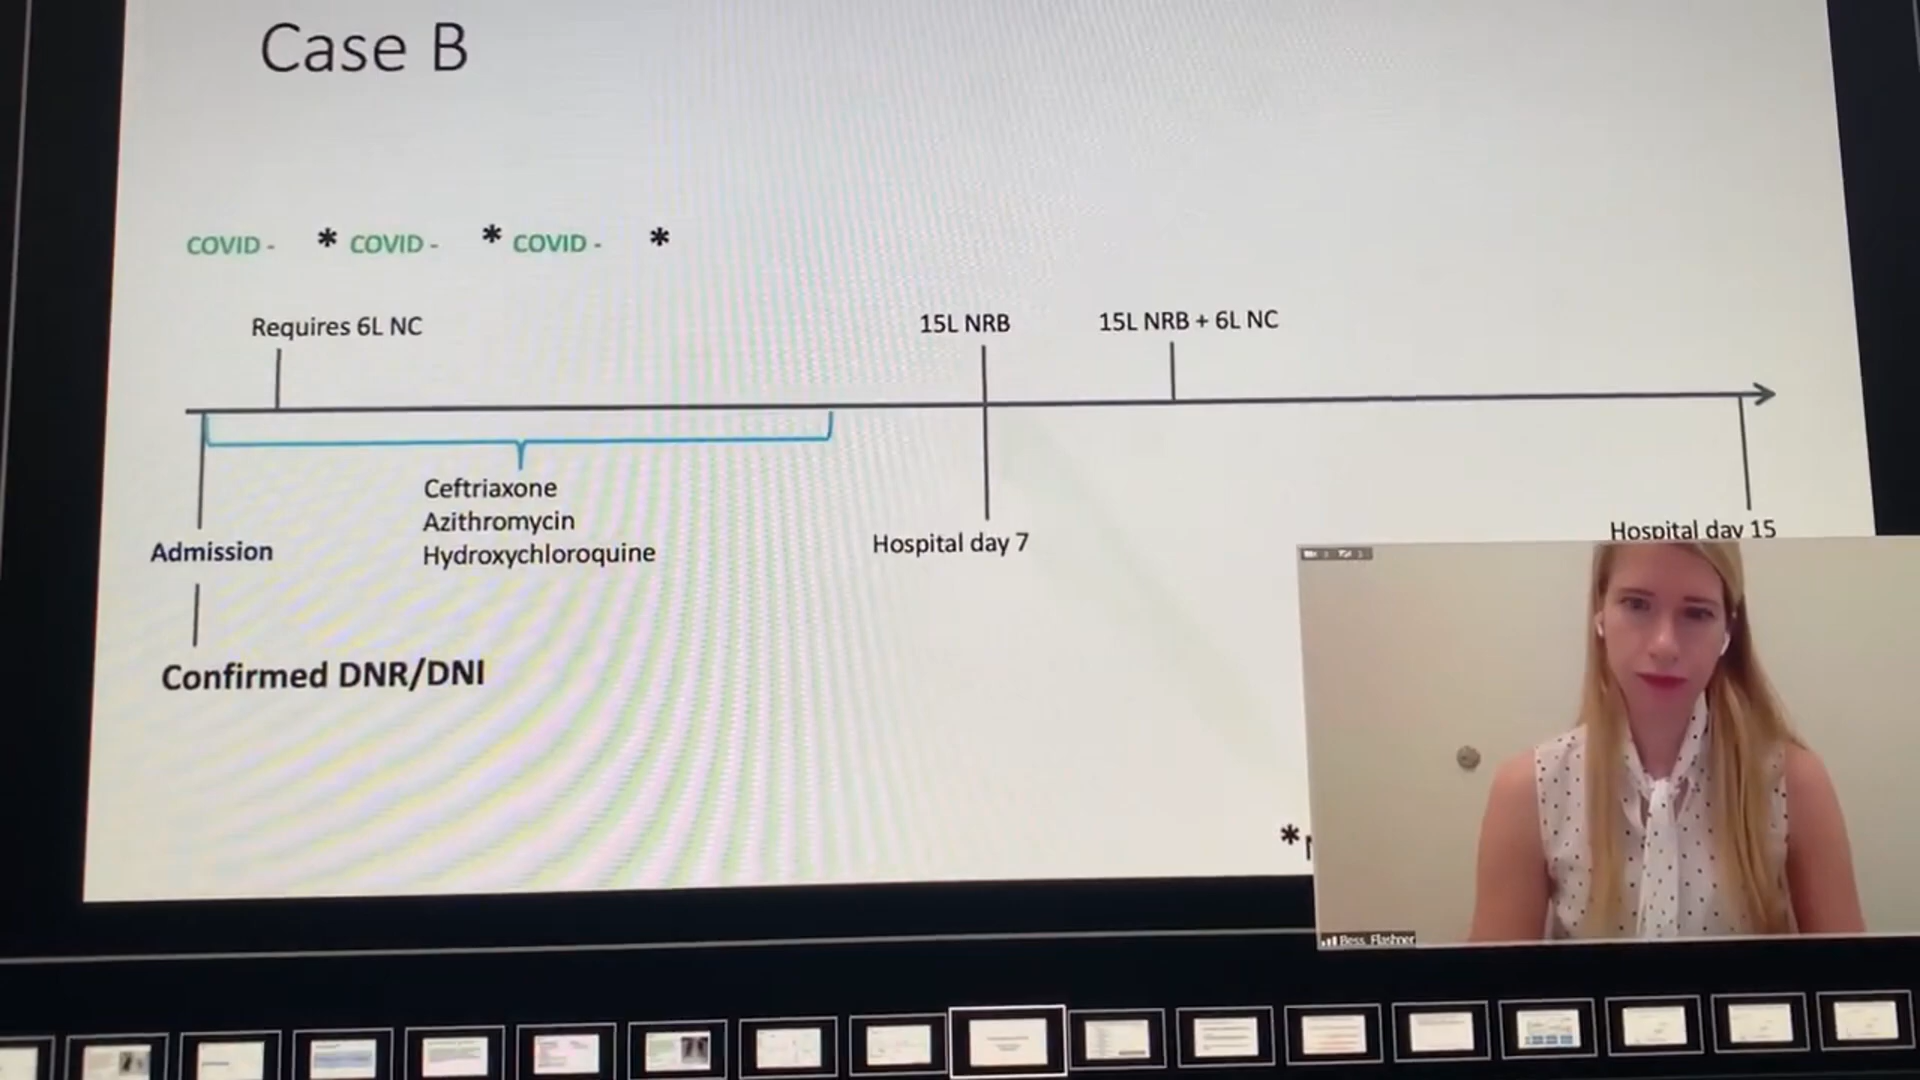 Case B
COVID - * COVID - * COVID - *
Requires 6L NC
15L NRB
15L NRB + 6L NC
Ceftriaxone
Azithromycin
Hydroxychloroquine
Admission
Hospital day 7
Hospital day 15
Confirmed DNR/DNI
*
Bess_Flashner